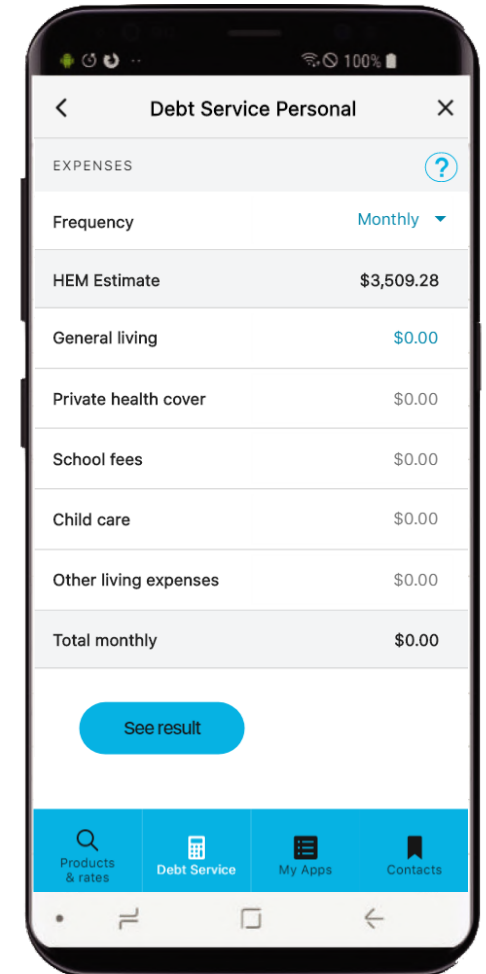 100%
Debt Service Personal
EXPENSES
?
Frequency Monthly
HEM Estimate $3,509.28
General living $0.00
Private health cover $0.00
School fees $0.00
Child care $0.00
Other living expenses $0.00
Total monthly $0.00
See result
Products
& rates
Debt Service
My Apps
Contacts